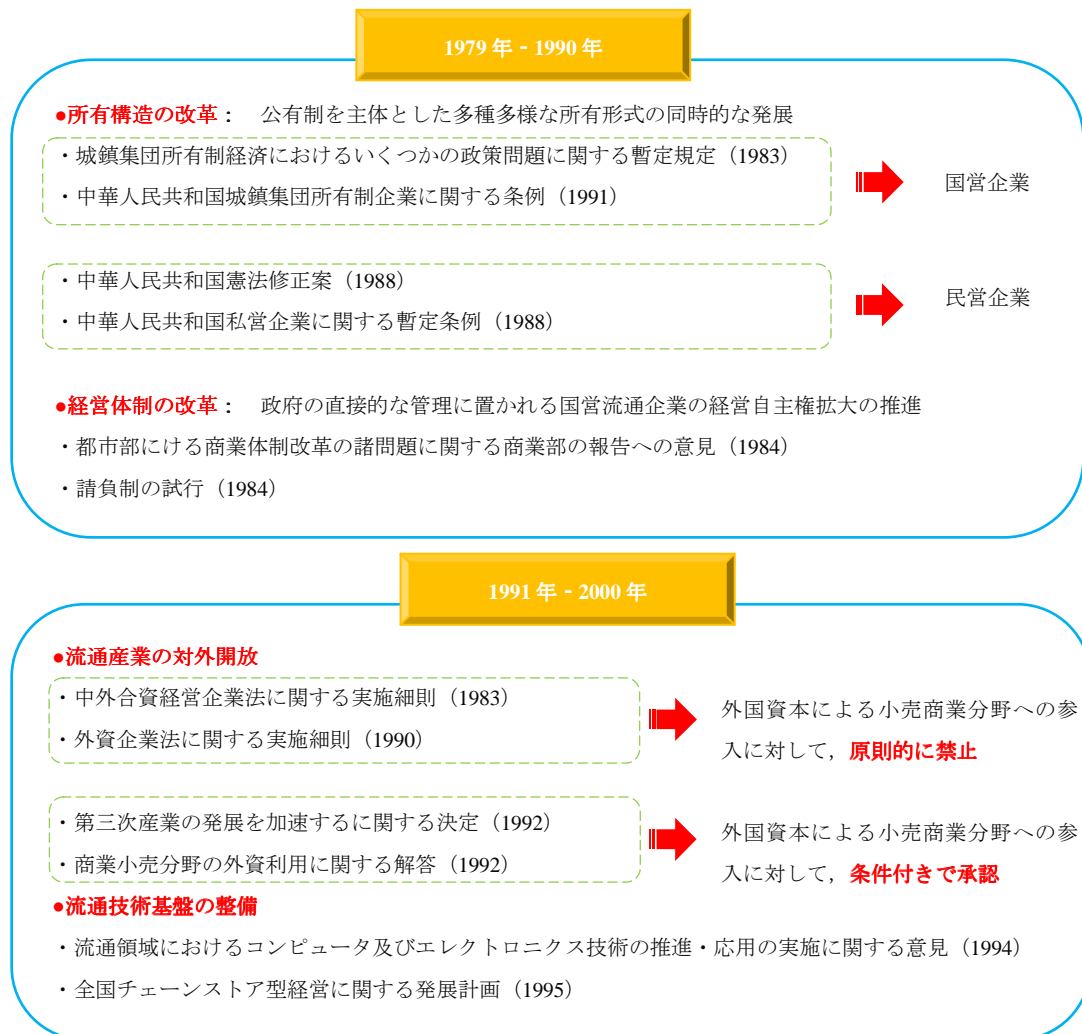 1979 年 - 1990 年
●所有構造の改革： 公有制を主体とした多種多様な所有形式の同時的な発展
・城鎮集団所有制経済におけるいくつかの政策問題に関する暫定規定（1983）
・中華人民共和国城鎮集団所有制企業に関する条例（1991）
国営企業
・中華人民共和国憲法修正案（1988）
・中華人民共和国私営企業に関する暫定条例（1988）
民営企業
●経営体制の改革： 政府の直接的な管理に置かれる国営流通企業の経営自主権拡大の推進
・都市部にける商業体制改革の諸問題に関する商業部の報告への意見（1984）
・請負制の試行（1984）
1991 年 - 2000 年
●流通産業の対外開放
・中外合資経営企業法に関する実施細則（1983）
・外資企業法に関する実施細則（1990）
外国資本による小売商業分野への参
入に対して，原則的に禁止
・第三次産業の発展を加速するに関する決定（1992）
・商業小売分野の外資利用に関する解答（1992）
外国資本による小売商業分野への参
入に対して，条件付きで承認
●流通技術基盤の整備
・流通領域におけるコンピュータ及びエレクトロニクス技術の推進・応用の実施に関する意見（1994）
・全国チェーンストア型経営に関する発展計画（1995）